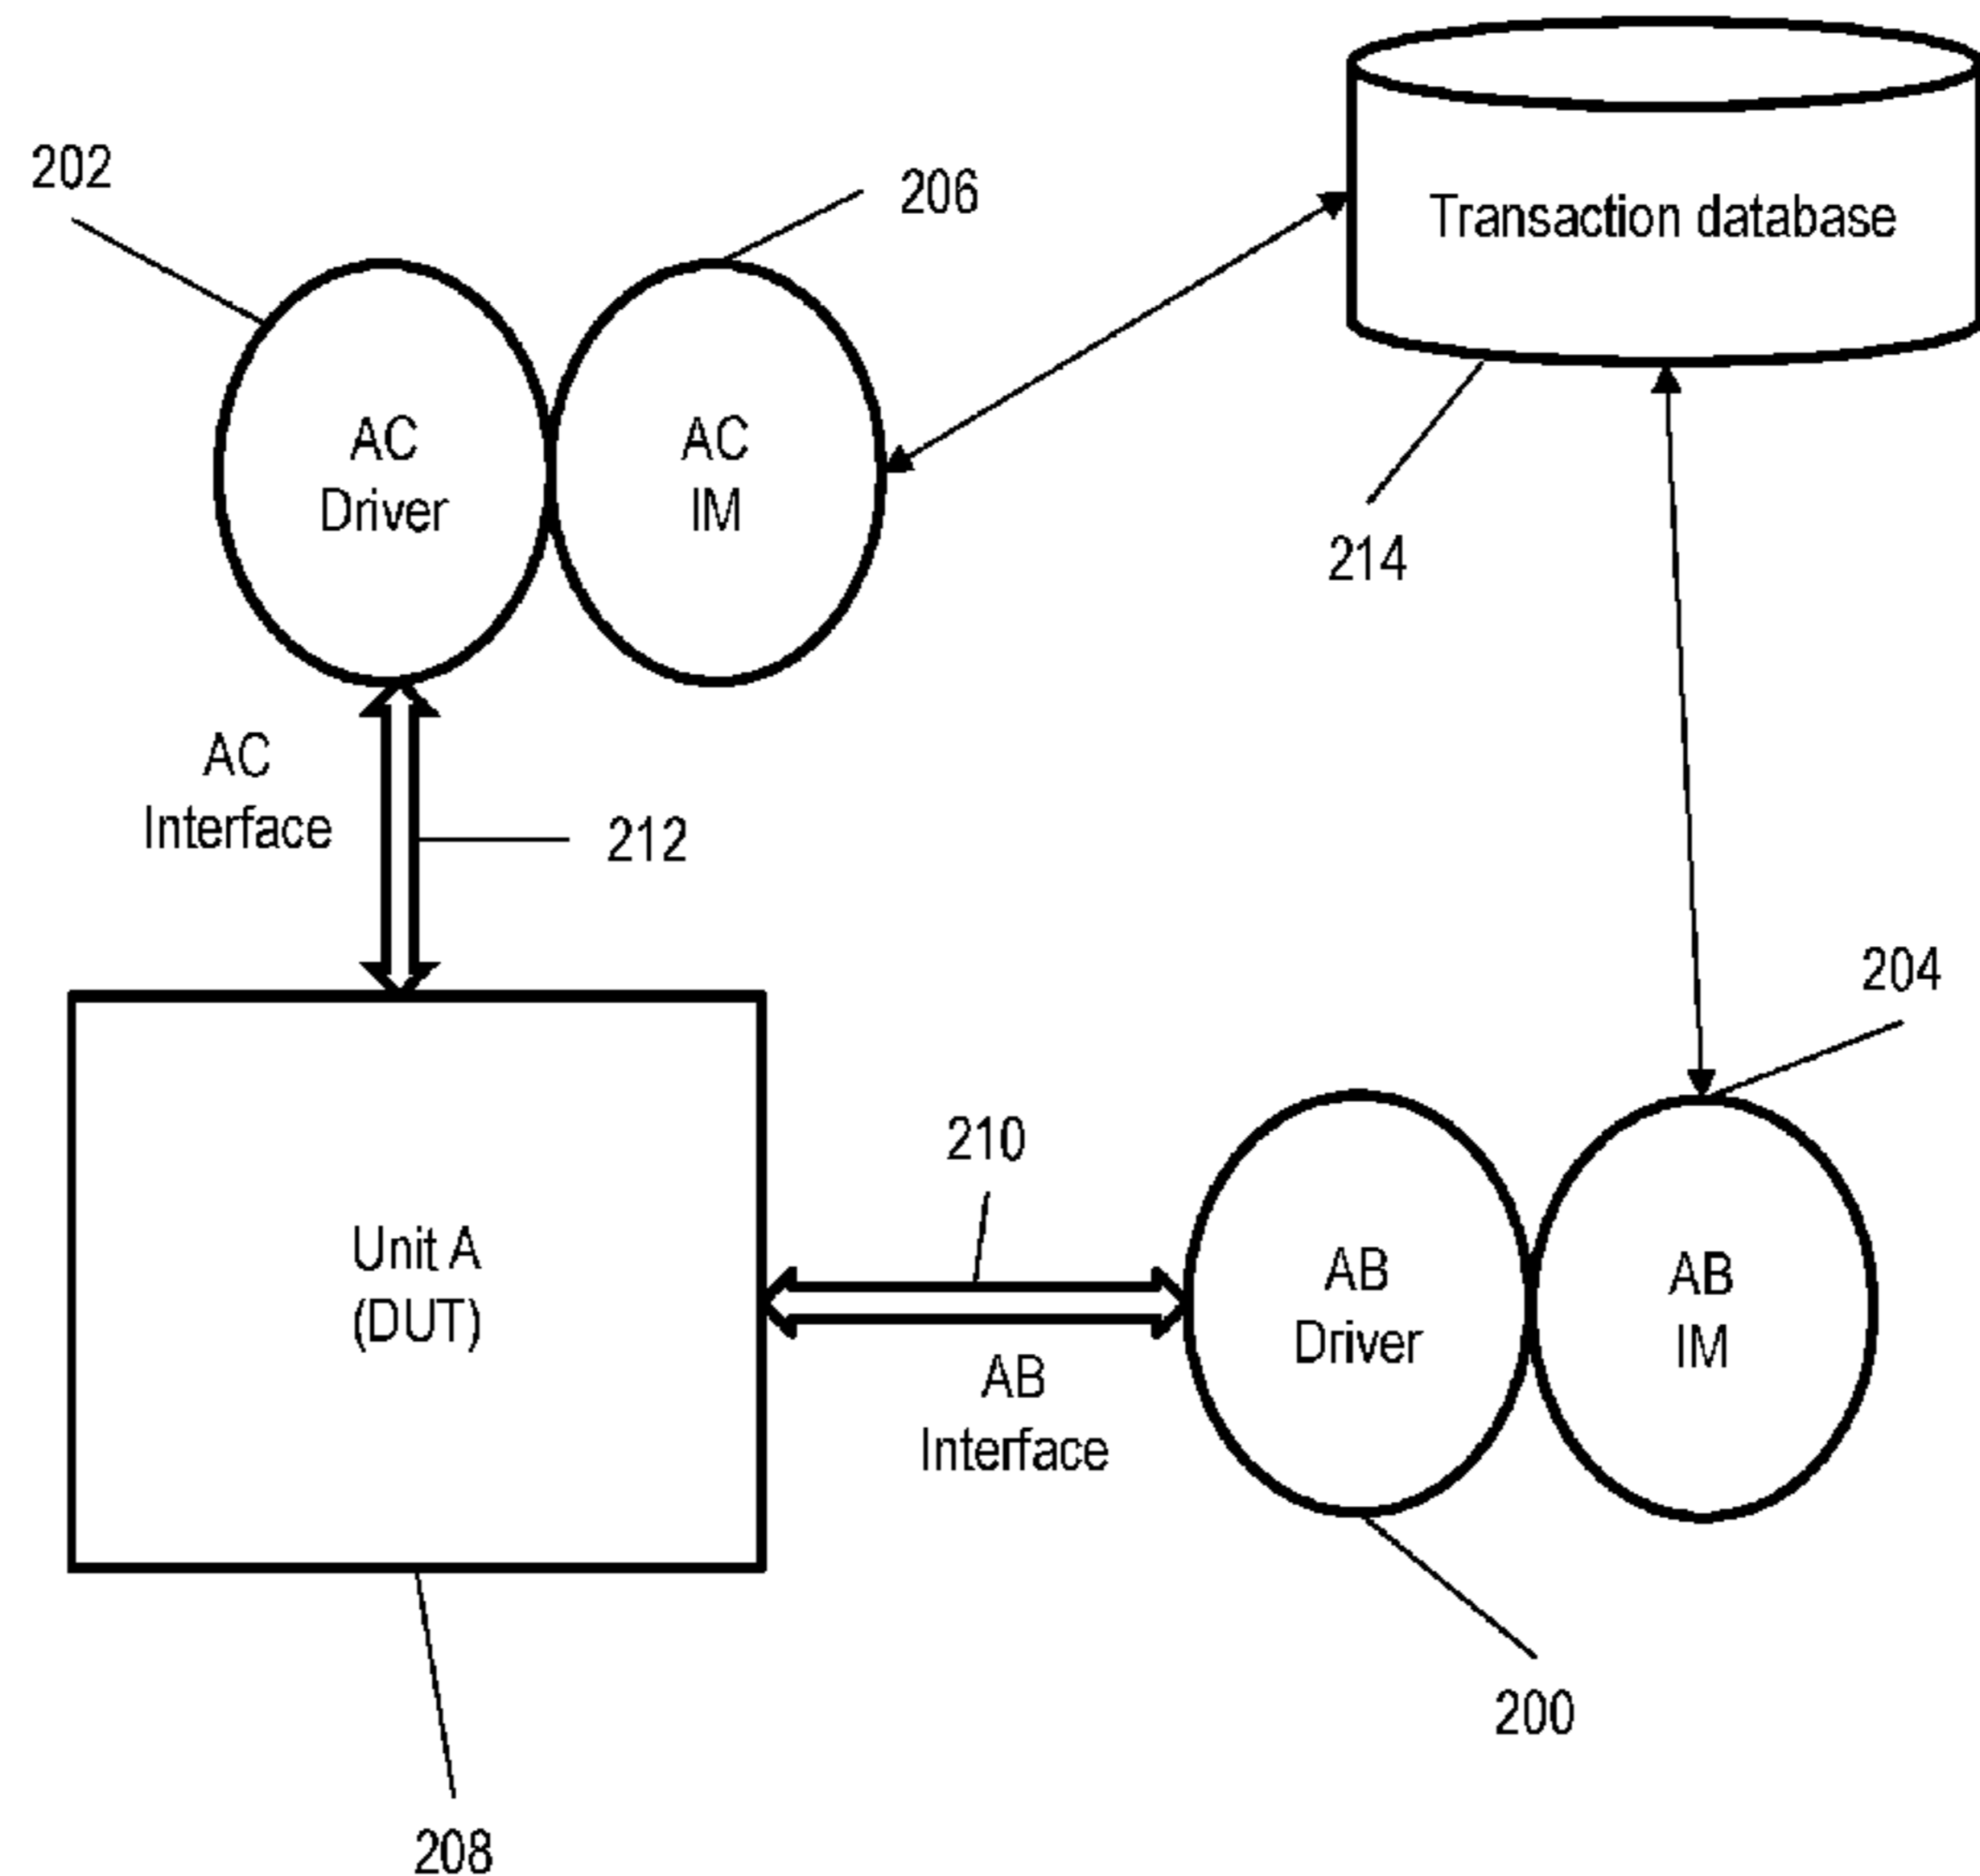 Transaction database
202
206
AC
Driver
AC
IM
214
AC
Interface
212
204
210
Unit A
(DUT)
AB
Driver
AB
IM
AB
Interface
200
208